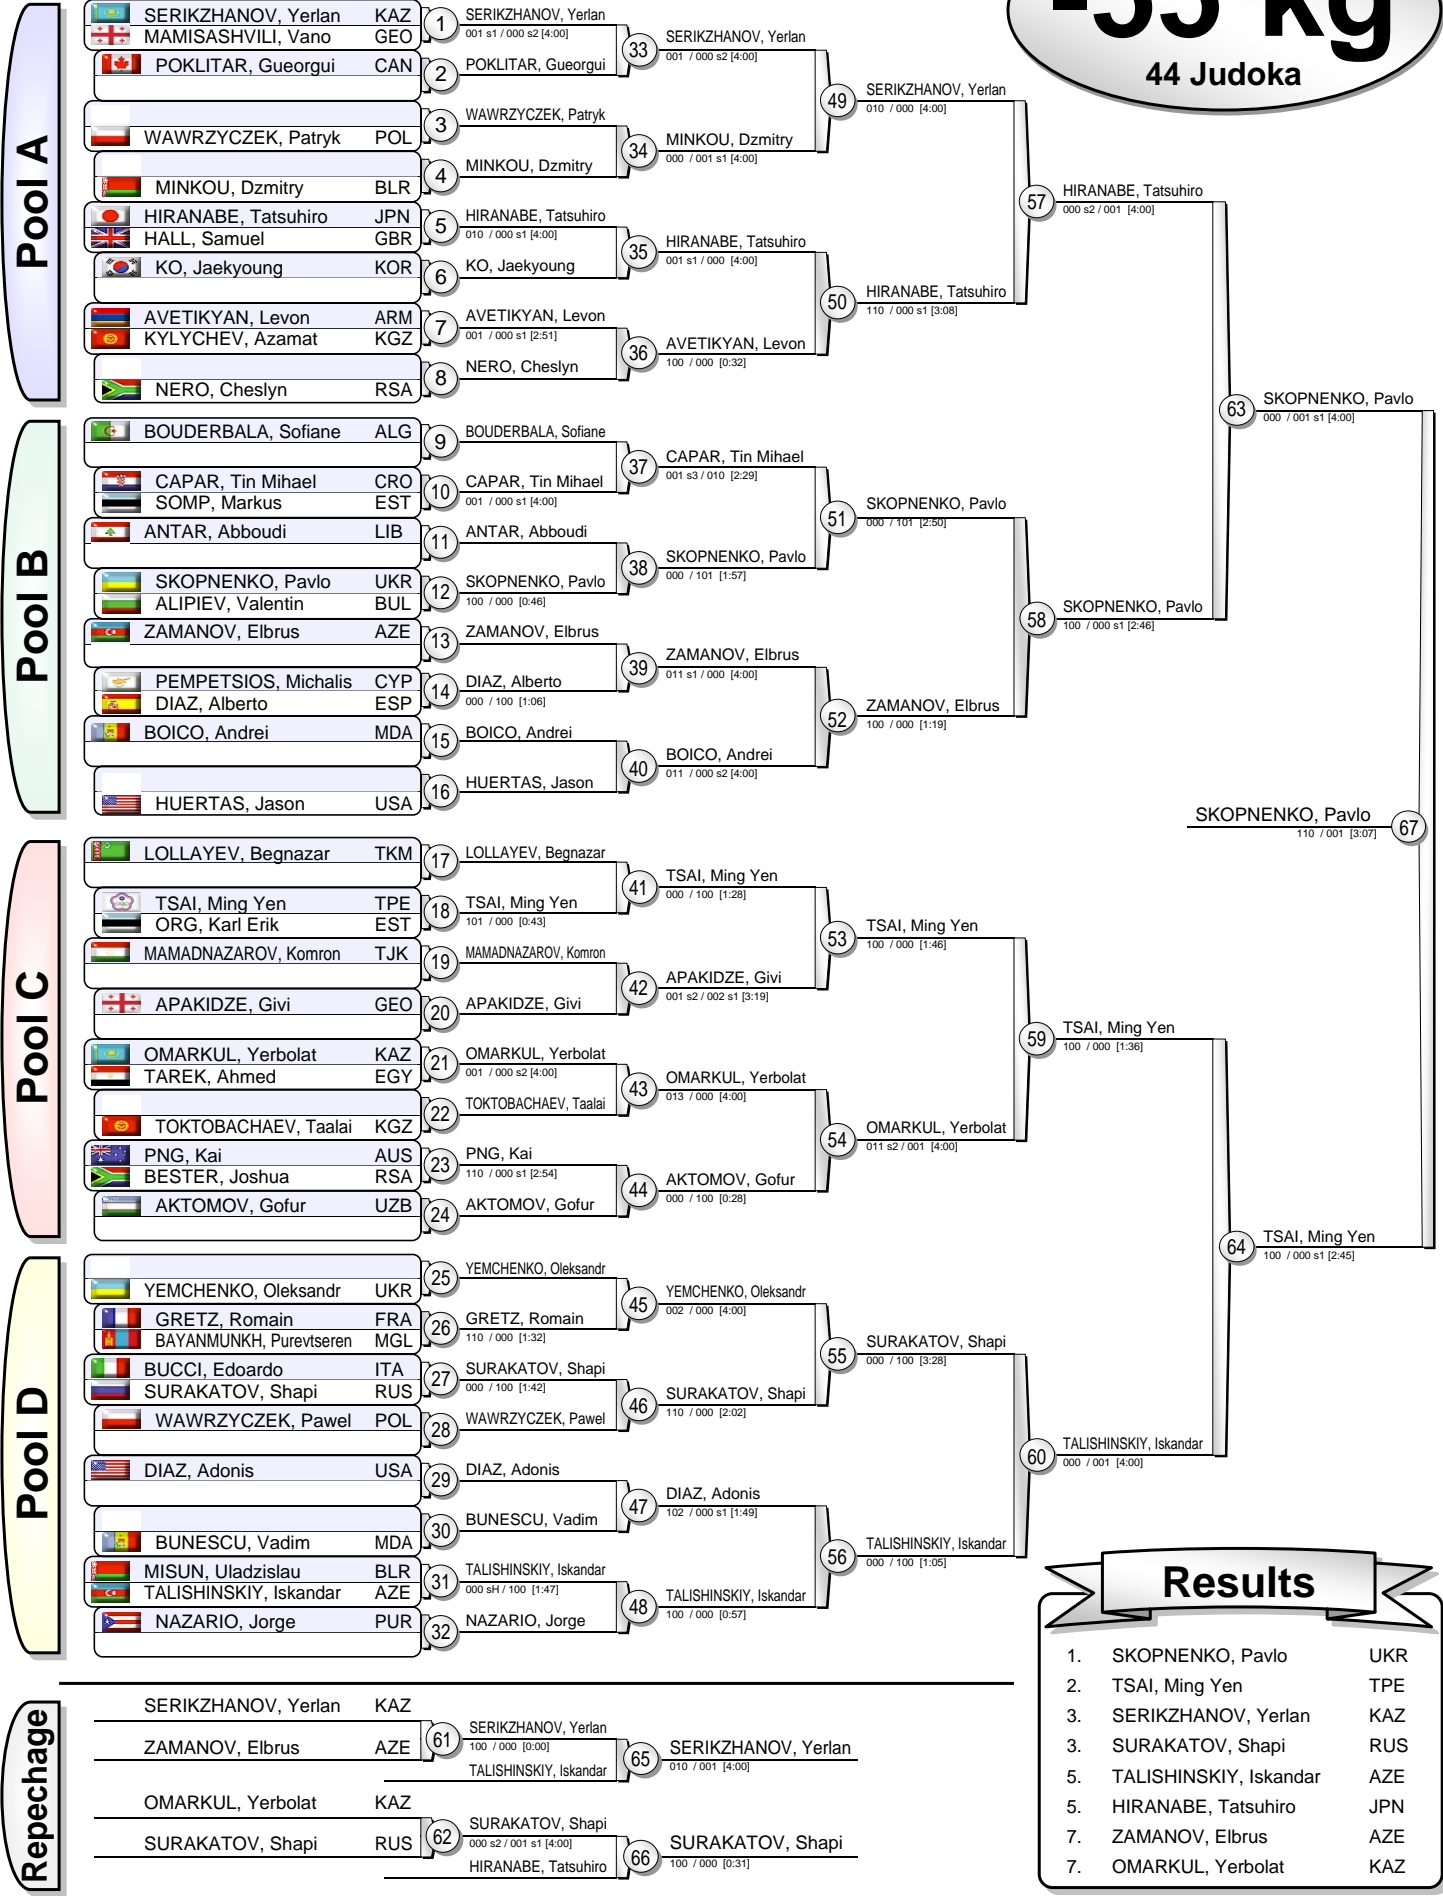 -55 kg
44 Judoka
Pool A
SERIKZHANOV, Yerlan KAZ
MAMISASHVILI, Vano GEO
POKLITAR, Gueorgui CAN
WAWRZYCZEK, Patryk POL
MINKOU, Dzmitry BLR
HIRANABE, Tatsuhiro JPN
HALL, Samuel GBR
KO, Jaekyoung KOR
AVETIKYAN, Levon ARM
KYLYCHEV, Azamat KGZ
NERO, Cheslyn RSA
1 SERIKZHANOV, Yerlan
001 s1 / 000 s2 [4:00]
2 POKLITAR, Gueorgui
3 WAWRZYCZEK, Patryk
4 MINKOU, Dzmitry
5 HIRANABE, Tatsuhiro
010 / 000 s1 [4:00]
6 KO, Jaekyoung
7 AVETIKYAN, Levon
001 / 000 s1 [2:51]
8 NERO, Cheslyn
33 SERIKZHANOV, Yerlan
001 / 000 s2 [4:00]
34 MINKOU, Dzmitry
000 / 001 s1 [4:00]
35 HIRANABE, Tatsuhiro
001 s1 / 000 [4:00]
36 AVETIKYAN, Levon
100 / 000 [0:32]
49 SERIKZHANOV, Yerlan
010 / 000 [4:00]
50 HIRANABE, Tatsuhiro
110 / 000 s1 [3:08]
57 HIRANABE, Tatsuhiro
000 s2 / 001 [4:00]
Pool B
BOUDERBALA, Sofiane ALG
CAPAR, Tin Mihael CRO
SOMP, Markus EST
ANTAR, Abboudi LIB
SKOPNENKO, Pavlo UKR
ALIPIEV, Valentin BUL
ZAMANOV, Elbrus AZE
PEMPETSIOS, Michalis CYP
DIAZ, Alberto ESP
BOICO, Andrei MDA
HUERTAS, Jason USA
9 BOUDERBALA, Sofiane
10 CAPAR, Tin Mihael
001 / 000 s1 [4:00]
11 ANTAR, Abboudi
12 SKOPNENKO, Pavlo
100 / 000 [0:46]
13 ZAMANOV, Elbrus
14 DIAZ, Alberto
000 / 100 [1:06]
15 BOICO, Andrei
16 HUERTAS, Jason
37 CAPAR, Tin Mihael
001 s3 / 010 [2:29]
38 SKOPNENKO, Pavlo
000 / 101 [1:57]
39 ZAMANOV, Elbrus
011 s1 / 000 [4:00]
40 BOICO, Andrei
011 / 000 s2 [4:00]
51 SKOPNENKO, Pavlo
000 / 101 [2:50]
52 ZAMANOV, Elbrus
100 / 000 [1:19]
58 SKOPNENKO, Pavlo
100 / 000 s1 [2:46]
63 SKOPNENKO, Pavlo
000 / 001 s1 [4:00]
SKOPNENKO, Pavlo 67
110 / 001 [3:07]
Pool C
LOLLAYEV, Begnazar TKM
TSAI, Ming Yen TPE
ORG, Karl Erik EST
MAMADNAZAROV, Komron TJK
APAKIDZE, Givi GEO
OMARKUL, Yerbolat KAZ
TAREK, Ahmed EGY
TOKTOBACHAEV, Taalai KGZ
PNG, Kai AUS
BESTER, Joshua RSA
AKTOMOV, Gofur UZB
17 LOLLAYEV, Begnazar
18 TSAI, Ming Yen
101 / 000 [0:43]
19 MAMADNAZAROV, Komron
20 APAKIDZE, Givi
21 OMARKUL, Yerbolat
001 / 000 s2 [4:00]
22 TOKTOBACHAEV, Taalai
23 PNG, Kai
110 / 000 s1 [2:54]
24 AKTOMOV, Gofur
41 TSAI, Ming Yen
000 / 100 [1:28]
42 APAKIDZE, Givi
001 s2 / 002 s1 [3:19]
43 OMARKUL, Yerbolat
013 / 000 [4:00]
44 AKTOMOV, Gofur
000 / 100 [0:28]
53 TSAI, Ming Yen
100 / 000 [1:46]
54 OMARKUL, Yerbolat
011 s2 / 001 [4:00]
59 TSAI, Ming Yen
100 / 000 [1:36]
64 TSAI, Ming Yen
100 / 000 s1 [2:45]
Pool D
YEMCHENKO, Oleksandr UKR
GRETZ, Romain FRA
BAYANMUNKH, Purevtseren MGL
BUCCI, Edoardo ITA
SURAKATOV, Shapi RUS
WAWRZYCZEK, Pawel POL
DIAZ, Adonis USA
BUNESCU, Vadim MDA
MISUN, Uladzislau BLR
TALISHINSKIY, Iskandar AZE
NAZARIO, Jorge PUR
25 YEMCHENKO, Oleksandr
26 GRETZ, Romain
110 / 000 [1:32]
27 SURAKATOV, Shapi
000 / 100 [1:42]
28 WAWRZYCZEK, Pawel
29 DIAZ, Adonis
30 BUNESCU, Vadim
31 TALISHINSKIY, Iskandar
000 sH / 100 [1:47]
32 NAZARIO, Jorge
45 YEMCHENKO, Oleksandr
002 / 000 [4:00]
46 SURAKATOV, Shapi
110 / 000 [2:02]
47 DIAZ, Adonis
102 / 000 s1 [1:49]
48 TALISHINSKIY, Iskandar
100 / 000 [0:57]
55 SURAKATOV, Shapi
000 / 100 [3:28]
56 TALISHINSKIY, Iskandar
000 / 100 [1:05]
60 TALISHINSKIY, Iskandar
000 / 001 [4:00]
Repechage
SERIKZHANOV, Yerlan KAZ
ZAMANOV, Elbrus AZE
OMARKUL, Yerbolat KAZ
SURAKATOV, Shapi RUS
61 SERIKZHANOV, Yerlan
100 / 000 [0:00]
TALISHINSKIY, Iskandar
62 SURAKATOV, Shapi
000 s2 / 001 s1 [4:00]
HIRANABE, Tatsuhiro
65 SERIKZHANOV, Yerlan
010 / 001 [4:00]
66 SURAKATOV, Shapi
100 / 000 [0:31]
Results
1. SKOPNENKO, Pavlo UKR
2. TSAI, Ming Yen TPE
3. SERIKZHANOV, Yerlan KAZ
3. SURAKATOV, Shapi RUS
5. TALISHINSKIY, Iskandar AZE
5. HIRANABE, Tatsuhiro JPN
7. ZAMANOV, Elbrus AZE
7. OMARKUL, Yerbolat KAZ